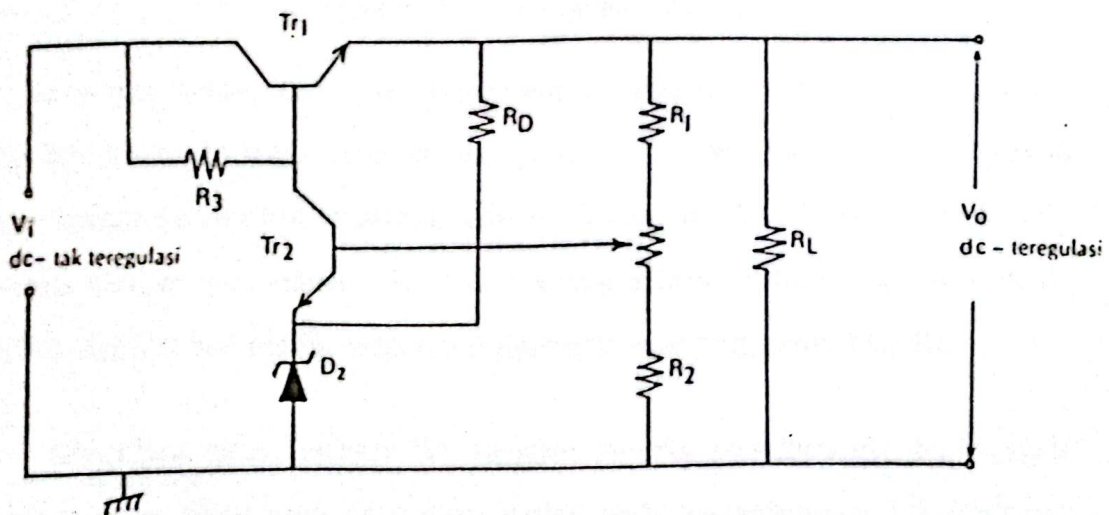 Tr1
RD
R1
R3
Vi
dc- tak teregulasi
Tr2
RL
Vo
dc - teregulasi
D2
R2